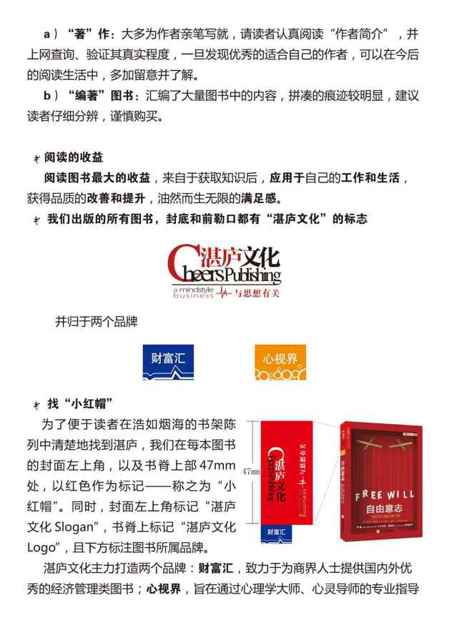 a）“著”作：大多为作者亲笔写就，请读者认真阅读“作者简介”，并
上网查询、验证其真实程度，一旦发现优秀的适合自己的作者，可以在今后
的阅读生活中，多加留意并了解。
b）“编著”图书：汇编了大量图书中的内容，拼凑的痕迹较明显，建议
读者仔细分辨，谨慎购买。
阅读的收益
阅读图书最大的收益，来自于获取知识后，应用于自己的工作和生活，
获得品质的改善和提升，油然而生无限的满足感。
我们出版的所有图书，封底和前勒口都有“湛庐文化”的标志
湛庐文化
Cheers Publishing
a mindstyle business
与思想有关
并归于两个品牌
财富汇
心视界
找“小红帽”
为了便于读者在浩如烟海的书架陈
列中清楚地找到湛庐，我们在每本图书
的封面左上角，以及书脊上部 47mm
处，以红色作为标记——称之为“小
红帽”。同时，封面左上角标记“湛庐
文化 Slogan”，书脊上标记“湛庐文化
Logo”，且下方标注图书所属品牌。
47mm
湛庐文化
Cheers
与思想有关
财富汇
FREE WILL
自由意志
湛庐文化主力打造两个品牌：财富汇，致力于为商界人士提供国内外优
秀的经济管理类图书；心视界，旨在通过心理学大师、心灵导师的专业指导